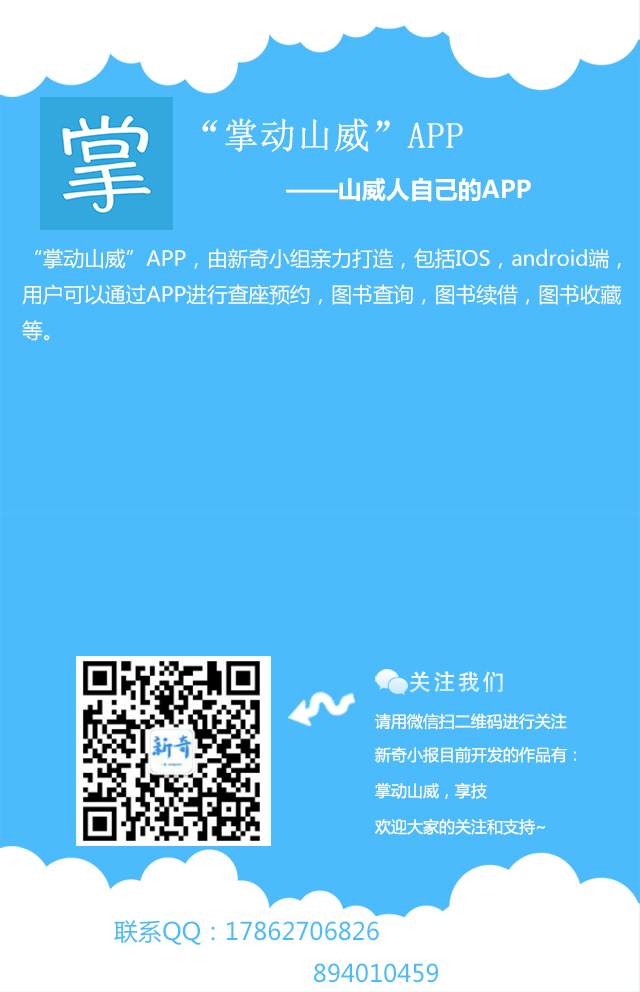 掌
“掌动山威”APP
——山威人自己的APP
“掌动山威”APP，由新奇小组亲力打造，包括IOS，android端，
用户可以通过APP进行查座预约，图书查询，图书续借，图书收藏
等。
新奇
关注我们
请用微信扫二维码进行关注
新奇小报目前开发的作品有：
掌动山威，享技
欢迎大家的关注和支持~
联系QQ：17862706826
894010459